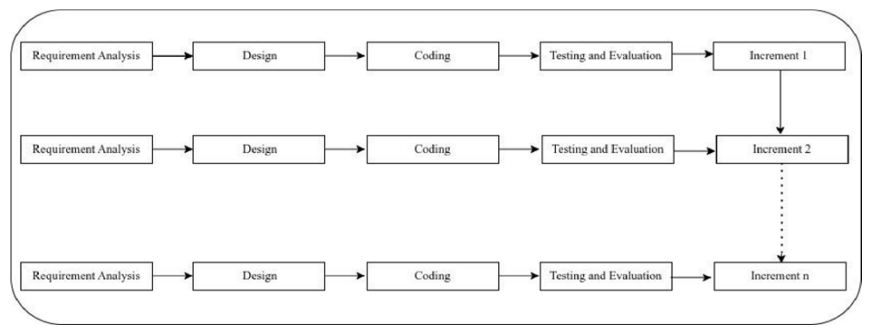 Requirement Analysis
Design
Coding
Testing and Evaluation
Increment 1
Requirement Analysis
Design
Coding
Testing and Evaluation
Increment 2
Requirement Analysis
Design
Coding
Testing and Evaluation
Increment n